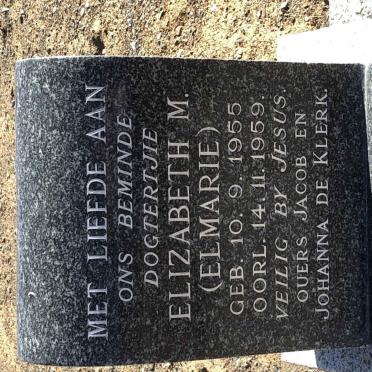 MET LIEFDE AAN
ONS BEMINDE
DOGTERTJIE
ELIZABETH M.
(ELMARIE)
GEB. 10. 9. 1955
OORL. 14. 11. 1959.
VEILIG BY JESUS.
OUERS JACOB EN
JOHANNA DE KLERK.